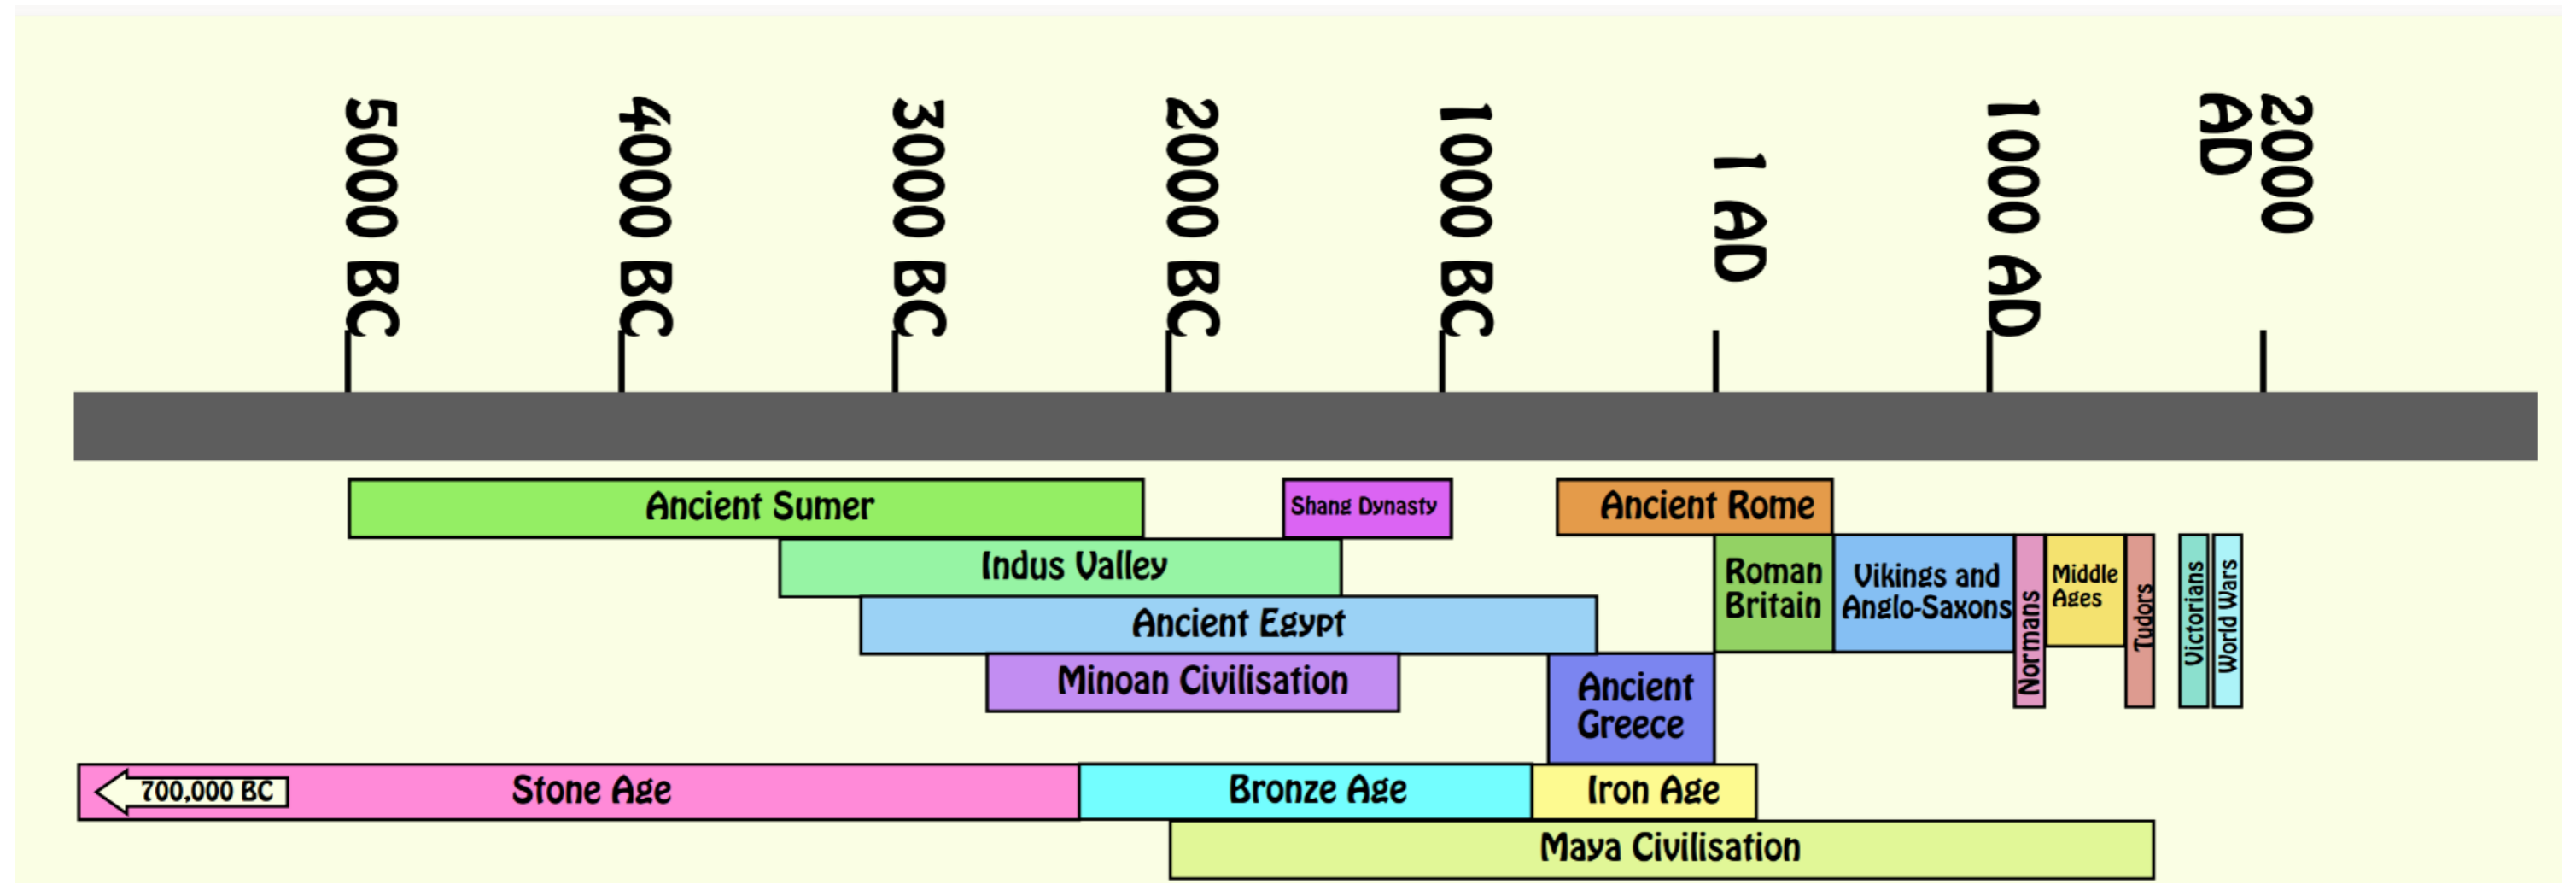 5000 BC
4000 BC
3000 BC
2000 BC
1000 BC
1 AD
1000 AD
2000
AD
Ancient Sumer
Shang Dynasty
Ancient Rome
Indus Valley
Roman
Britain
Vikings and
Anglo-Saxons
Normans
Middle
Ages
Tudors
Victorians
World Wars
Ancient Egypt
Minoan Civilisation
Ancient
Greece
700,000 BC
Stone Age
Bronze Age
Iron Age
Maya Civilisation